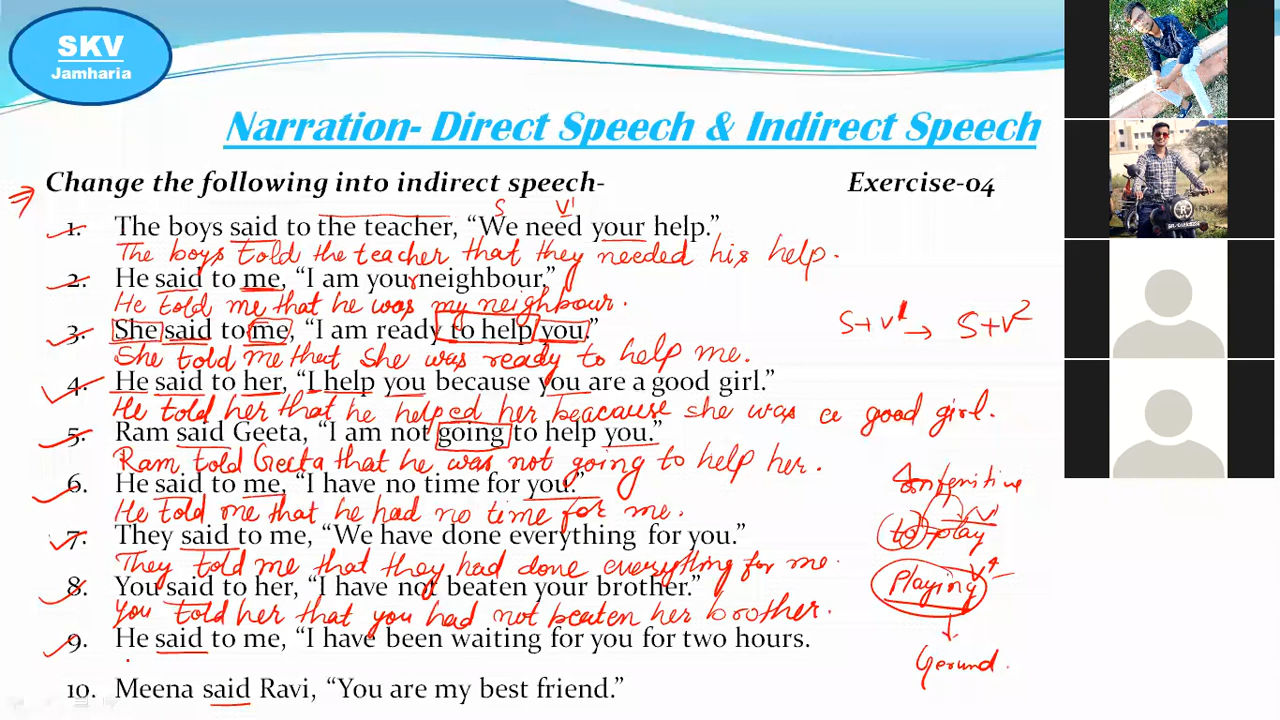 SKV
Jamharia
Narration- Direct Speech & Indirect Speech
Change the following into indirect speech- Exercise-04
S V1
1. The boys said to the teacher, “We need your help.”
The boys told the teacher that they needed his help.
2. He said to me, “I am your neighbour.”
He told me that he was my neighbour.
3. She said to me, “I am ready to help you.”
S+V1 → S+V2
She told me that she was ready to help me.
4. He said to her, “I help you because you are a good girl.”
He told her that he helped her beacause she was a good girl.
5. Ram said Geeta, “I am not going to help you.”
Ram told Geeta that he was not going to help her.
6. He said to me, “I have no time for you.”
He told me that he had no time for me.
7. They said to me, “We have done everything for you.”
They told me that they had done everything for me.
8. You said to her, “I have not beaten your brother.”
You told her that you had not beaten her brother.
9. He said to me, “I have been waiting for you for two hours.
10. Meena said Ravi, “You are my best friend.”
V1
to play
Playing V4
Gerund.